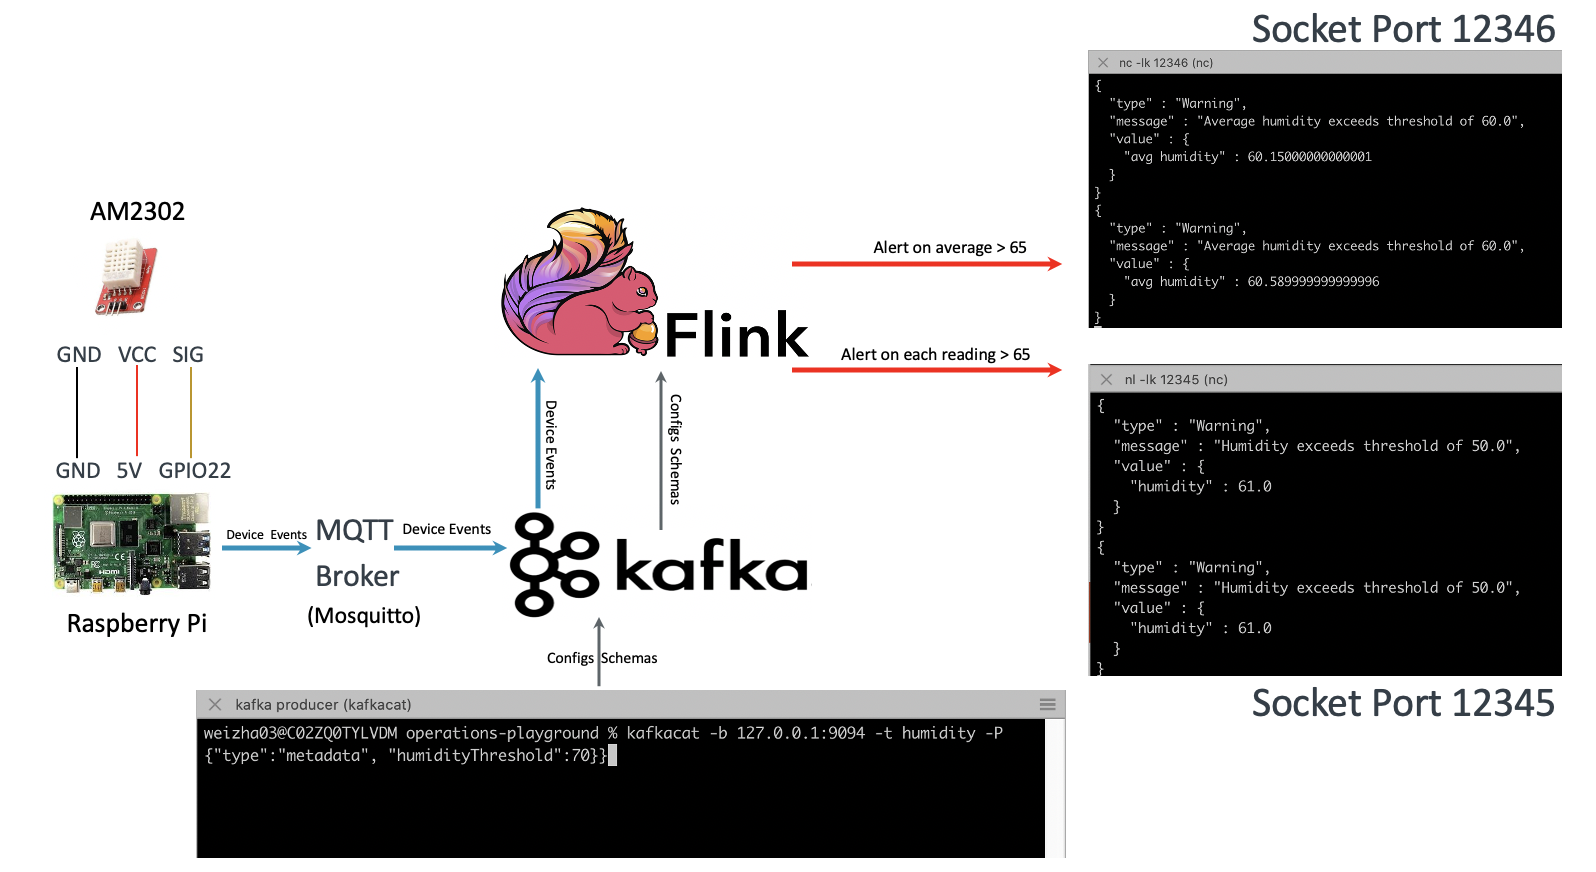 Socket Port 12346
nc -lk 12346 (nc)
{
"type" : "Warning",
"message" : "Average humidity exceeds threshold of 60.0",
"value" : {
"avg humidity" : 60.15000000000001
}
}
{
"type" : "Warning",
"message" : "Average humidity exceeds threshold of 60.0",
"value" : {
"avg humidity" : 60.589999999999996
}
}
AM2302
GND VCC SIG
GND 5V GPIO22
Raspberry Pi
Device Events
MQTT
Broker
(Mosquitto)
Device Events
kafka
Device Events
Configs Schemas
Flink
Alert on average > 65
Alert on each reading > 65
nl -lk 12345 (nc)
{
"type" : "Warning",
"message" : "Humidity exceeds threshold of 50.0",
"value" : {
"humidity" : 61.0
}
}
{
"type" : "Warning",
"message" : "Humidity exceeds threshold of 50.0",
"value" : {
"humidity" : 61.0
}
}
Socket Port 12345
Configs Schemas
kafka producer (kafkacat)
weizha03@C02ZQ0TYLVDM operations-playground % kafkacat -b 127.0.0.1:9094 -t humidity -P
{"type":"metadata", "humidityThreshold":70}}